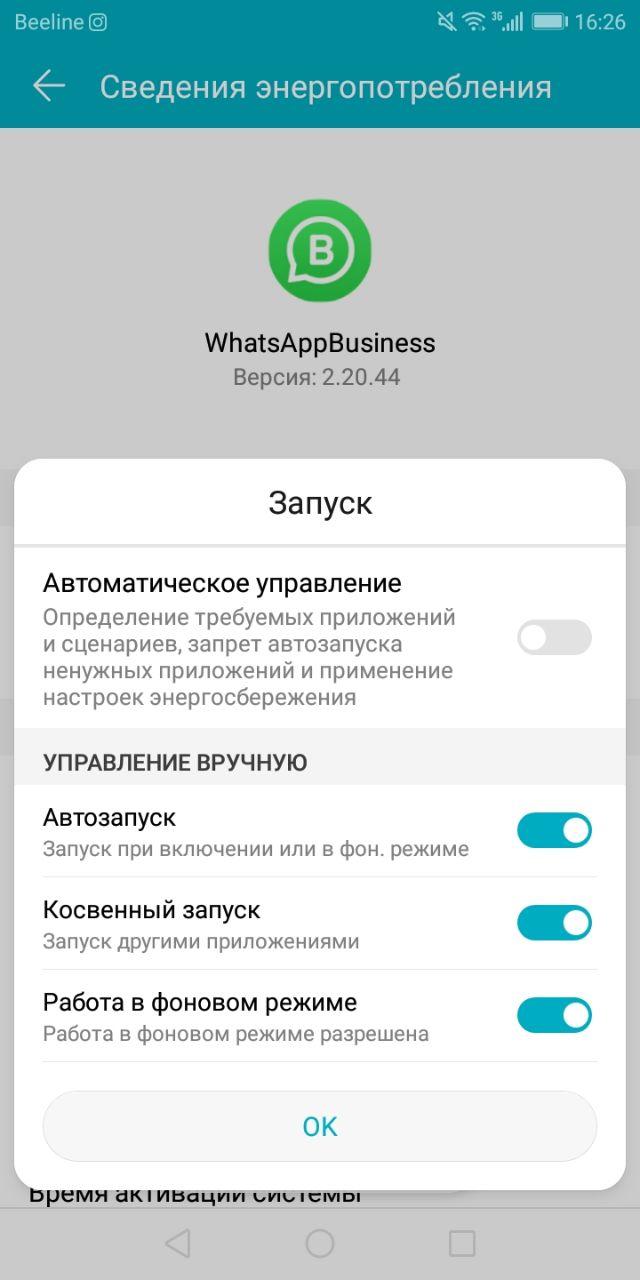 Beeline
3G
16:26
Сведения энергопотребления
B
WhatsAppBusiness
Версия: 2.20.44
Запуск
Автоматическое управление
Определение требуемых приложений
и сценариев, запрет автозапуска
ненужных приложений и применение
настроек энергосбережения
УПРАВЛЕНИЕ ВРУЧНУЮ
Автозапуск
Запуск при включении или в фон. режиме
Косвенный запуск
Запуск другими приложениями
Работа в фоновом режиме
Работа в фоновом режиме разрешена
OK
Время активации системы